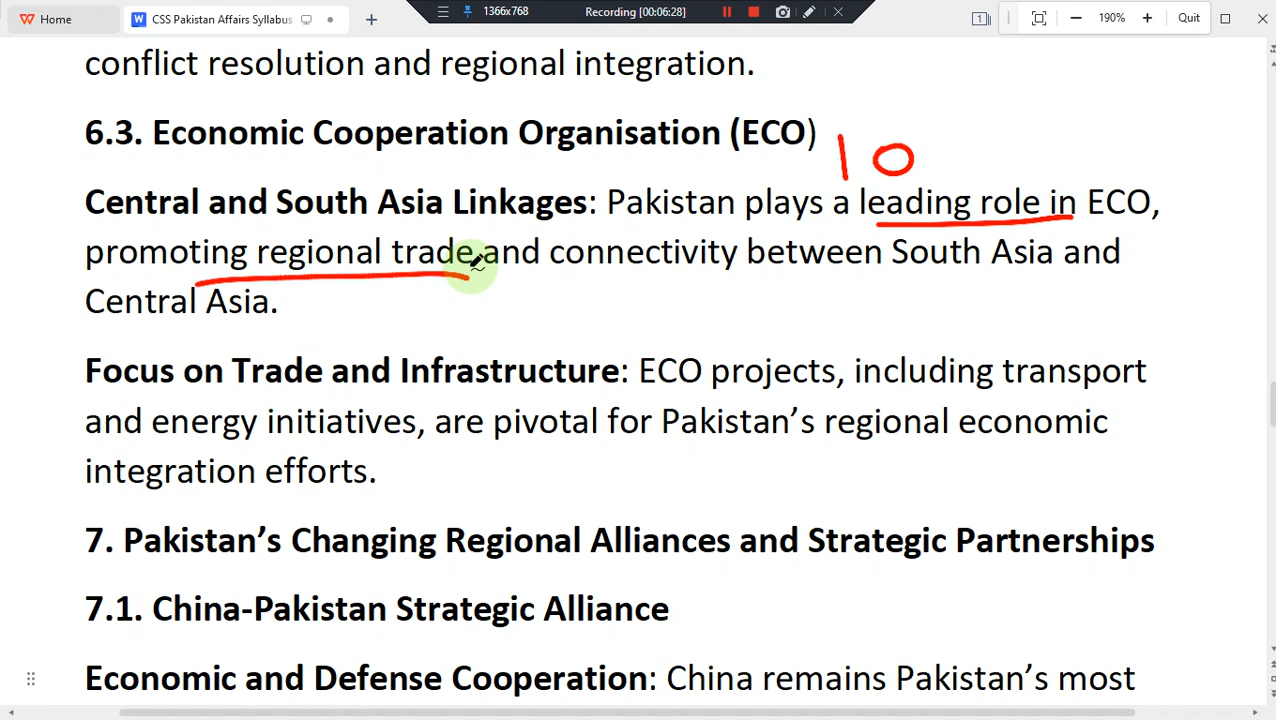 Home
CSS Pakistan Affairs Syllabus
1366x768
Recording [00:06:28]
1
190%
Quit
conflict resolution and regional integration.
6.3. Economic Cooperation Organisation (ECO)
10
Central and South Asia Linkages: Pakistan plays a leading role in ECO,
promoting regional trade and connectivity between South Asia and
Central Asia.
Focus on Trade and Infrastructure: ECO projects, including transport
and energy initiatives, are pivotal for Pakistan’s regional economic
integration efforts.
7. Pakistan’s Changing Regional Alliances and Strategic Partnerships
7.1. China-Pakistan Strategic Alliance
Economic and Defense Cooperation: China remains Pakistan’s most